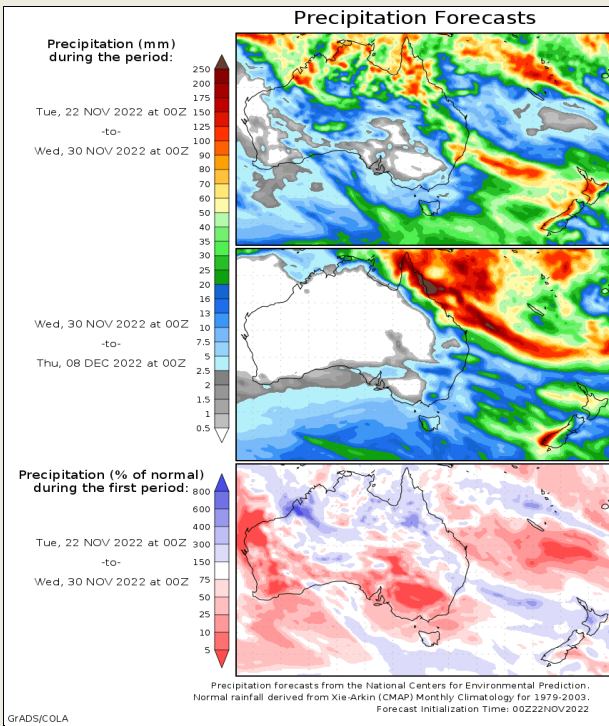 Precipitation Forecasts
Precipitation (mm)
during the period:
Tue, 22 NOV 2022 at 00Z
-to-
Wed, 30 NOV 2022 at 00Z
250
200
175
150
125
100
90
80
70
60
50
40
35
30
25
20
16
13
10
7.5
5
2.5
2
1.5
1
0.5
Wed, 30 NOV 2022 at 00Z
-to-
Thu, 08 DEC 2022 at 00Z
Precipitation (% of normal)
during the first period:
Tue, 22 NOV 2022 at 00Z
-to-
Wed, 30 NOV 2022 at 00Z
800
600
400
300
150
75
50
25
10
5
Precipitation forecasts from the National Centers for Environmental Prediction.
Normal rainfall derived from Xie-Arkin (CMAP) Monthly Climatology for 1979-2003.
Forecast Initialization Time: 00Z22NOV2022
GrADS/COLA